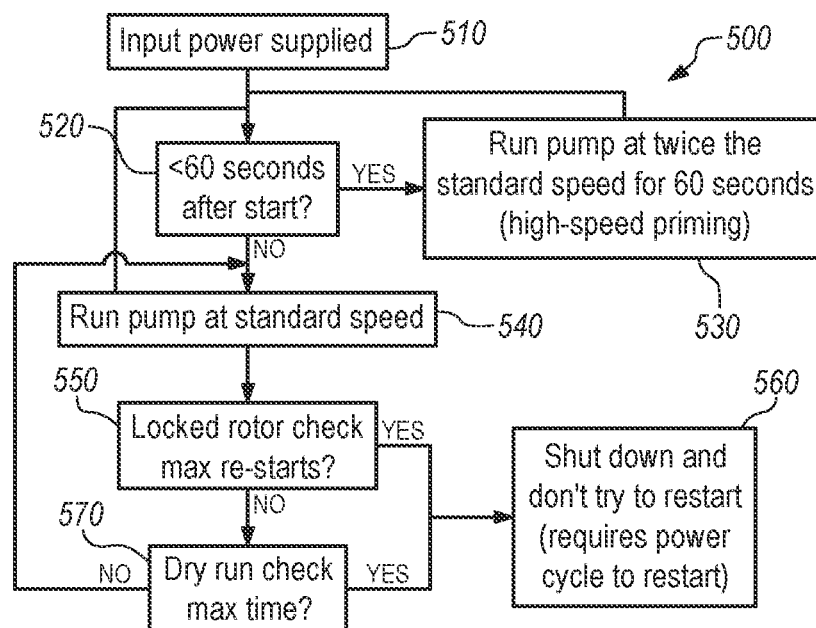 Input power supplied
510
500
520
<60 seconds
after start?
YES
NO
Run pump at twice the
standard speed for 60 seconds
(high-speed priming)
530
Run pump at standard speed
540
550
Locked rotor check
max re-starts?
YES
NO
560
Shut down and
don't try to restart
(requires power
cycle to restart)
570
Dry run check
max time?
NO
YES